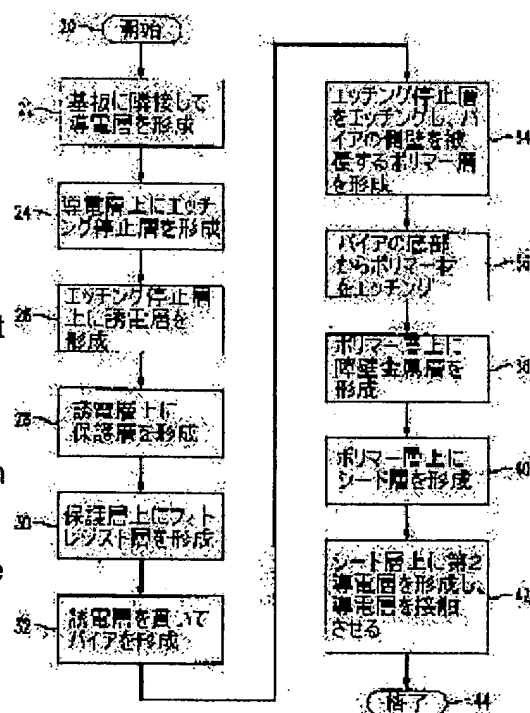 20
開始
22
基板に隣接して
導電層を形成
24
導電層上にエッチ
ング停止層を形成
26
エッチング停止層
上に誘電層を
形成
28
誘電層上に
保護層を形成
30
保護層上にフォト
レジスト層を形成
32
誘電層を貫いて
バイアを形成
エッチング停止層
をエッチングし、バ
イアの側壁を被
覆するポリマー層
を形成
34
バイアの底部
からポリマー材
をエッチング
ポリマー層上に
障壁金属層を
形成
38
ポリマー層上に
シード層を形成
40
シード層上に第2
導電層を形成し、
導電層を接触
させる
42
終了
44
t
n
e